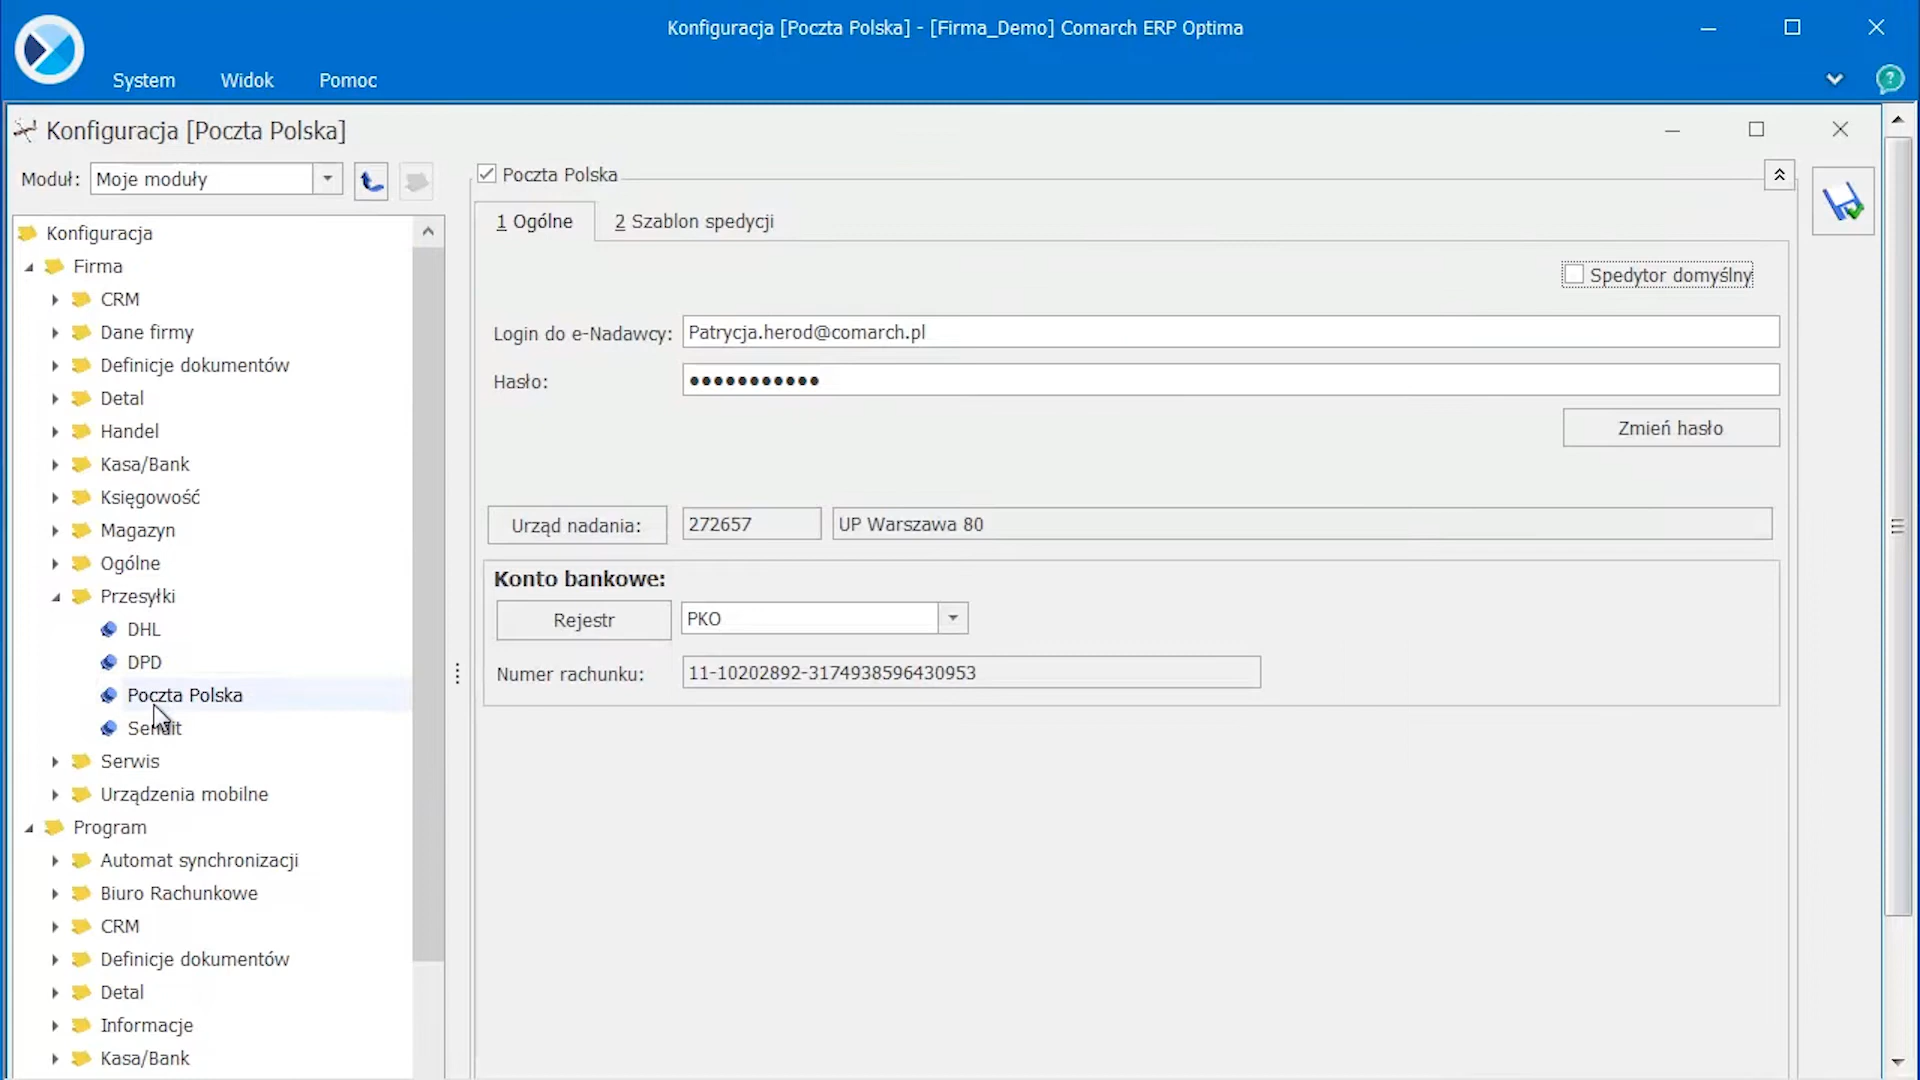 Konfiguracja [Poczta Polska] - [Firma_Demo] Comarch ERP Optima
System Widok Pomoc
Konfiguracja [Poczta Polska]
Moduł: Moje moduły
Konfiguracja
Firma
CRM
Dane firmy
Definicje dokumentów
Detal
Handel
Kasa/Bank
Księgowość
Magazyn
Ogólne
Przesyłki
DHL
DPD
Poczta Polska
Sendit
Serwis
Urządzenia mobilne
Program
Automat synchronizacji
Biuro Rachunkowe
CRM
Definicje dokumentów
Detal
Informacje
Kasa/Bank
Poczta Polska
1 Ogólne 2 Szablon spedycji
Spedytor domyślny
Login do e-Nadawcy: Patrycja.herod@comarch.pl
Hasło: ●●●●●●●●●●●
Zmień hasło
Urząd nadania: 272657 UP Warszawa 80
Konto bankowe:
Rejestr PKO
Numer rachunku: 11-10202892-3174938596430953